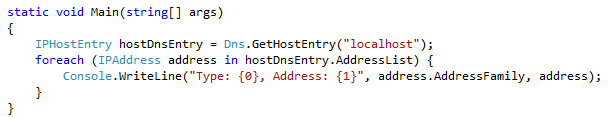 static void Main(string[] args)
{
    IPHostEntry hostDnsEntry = Dns.GetHostEntry("localhost");
    foreach (IPAddress address in hostDnsEntry.AddressList) {
        Console.WriteLine("Type: {0}, Address: {1}", address.AddressFamily, address);
    }
}